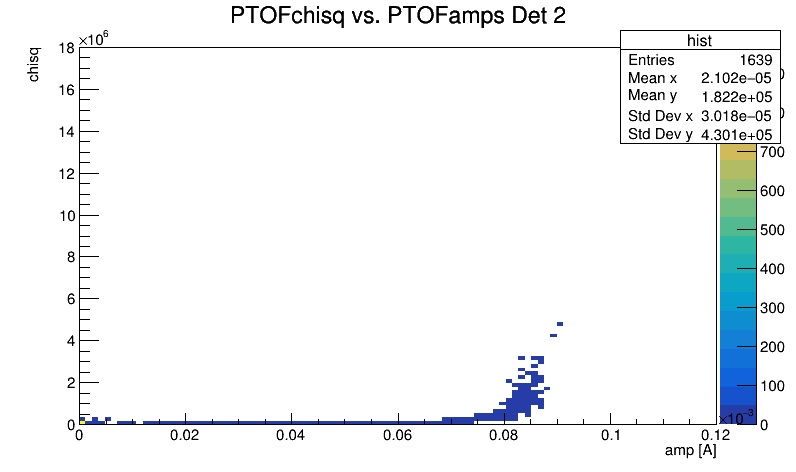 PTOFchisq vs. PTOFamps Det 2
×10⁶
chisq
hist
Entries 1639
Mean x 2.102e−05
Mean y 1.822e+05
Std Dev x 3.018e−05
Std Dev y 4.301e+05
18
16
14
12
10
8
6
4
2
0
700
600
500
400
300
200
100
0
×10⁻³
0 0.02 0.04 0.06 0.08 0.1 0.12
amp [A]